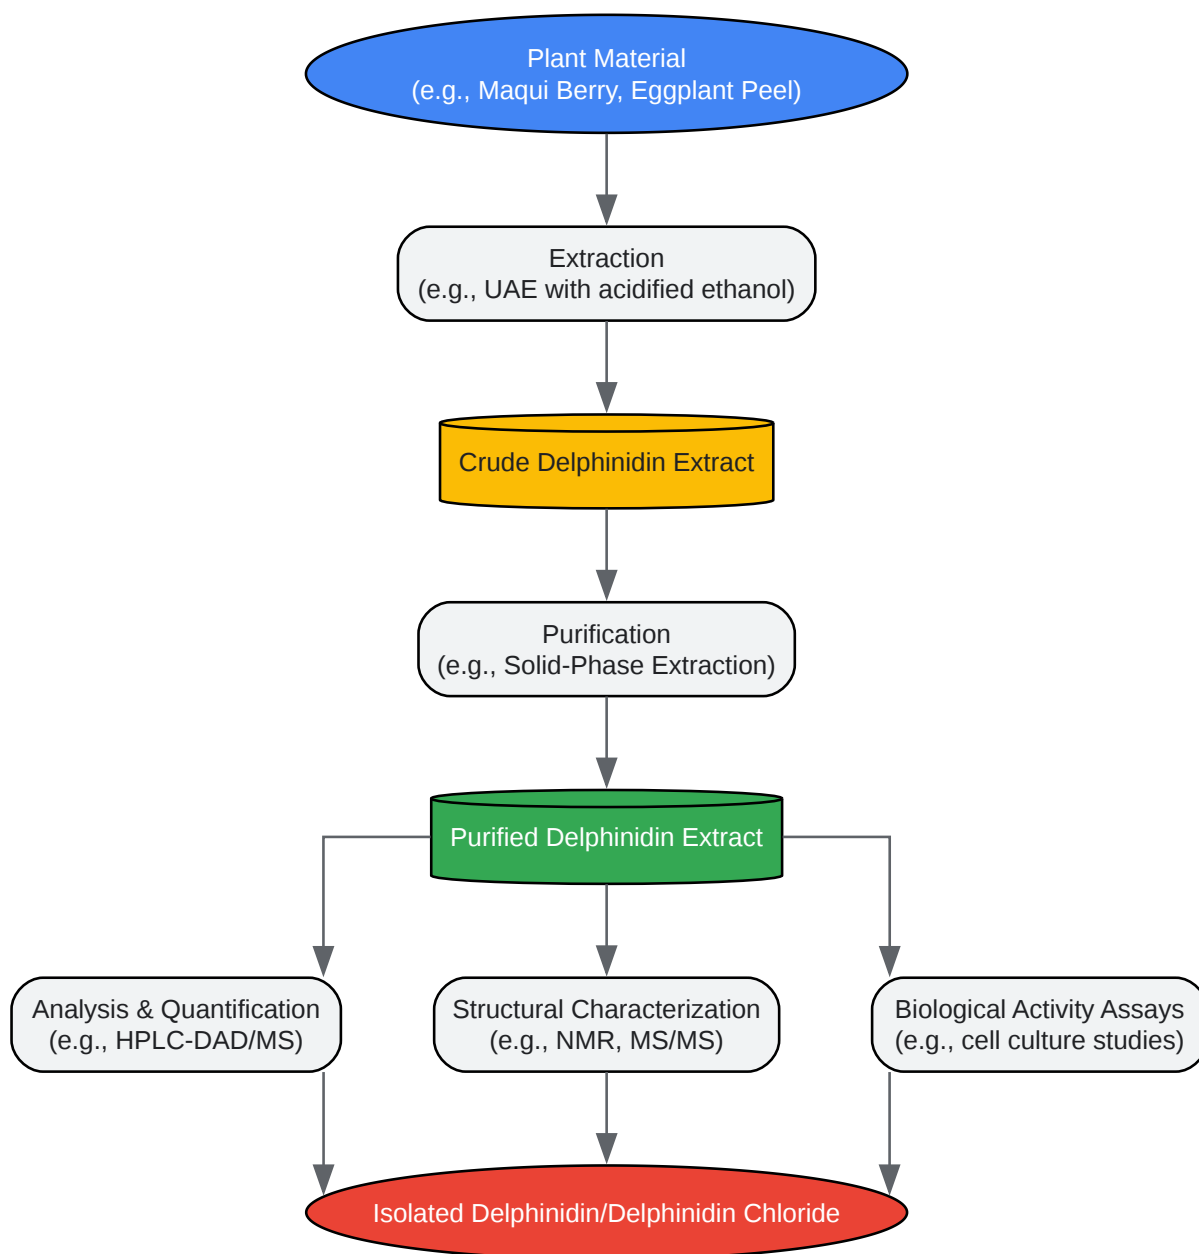 Plant Material
(e.g., Maqui Berry, Eggplant Peel)
Extraction
(e.g., UAE with acidified ethanol)
Crude Delphinidin Extract
Purification
(e.g., Solid-Phase Extraction)
Purified Delphinidin Extract
Analysis & Quantification
(e.g., HPLC-DAD/MS)
Structural Characterization
(e.g., NMR, MS/MS)
Biological Activity Assays
(e.g., cell culture studies)
Isolated Delphinidin/Delphinidin Chloride